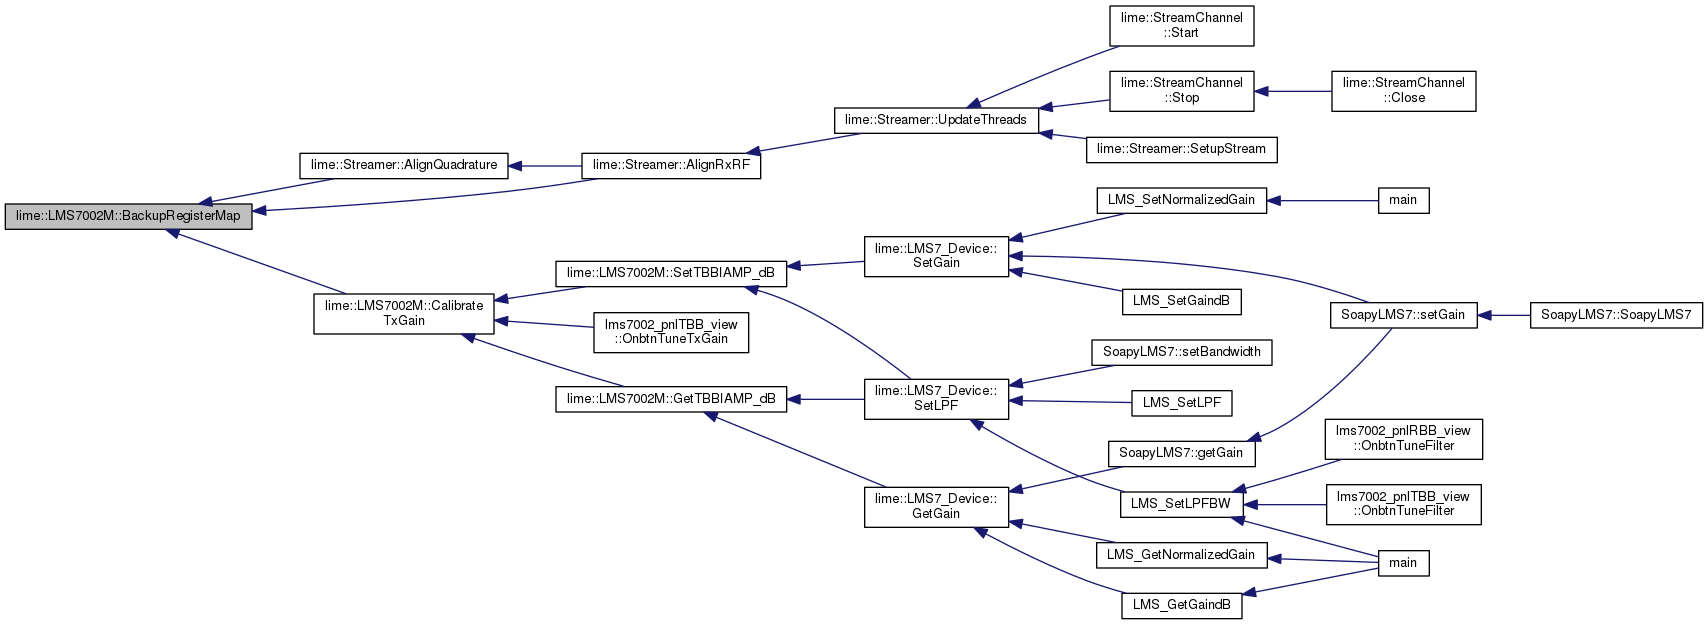 lime::StreamChannel
::Start
lime::StreamChannel
::Stop
lime::StreamChannel
::Close
lime::Streamer::UpdateThreads
lime::Streamer::SetupStream
lime::Streamer::AlignQuadrature
lime::Streamer::AlignRxRF
lime::LMS7002M::BackupRegisterMap
LMS_SetNormalizedGain
main
lime::LMS7_Device::
SetGain
lime::LMS7002M::SetTBBIAMP_dB
LMS_SetGaindB
lime::LMS7002M::Calibrate
TxGain
SoapyLMS7::setGain
SoapyLMS7::SoapyLMS7
lms7002_pnlTBB_view
::OnbtnTuneTxGain
SoapyLMS7::setBandwidth
lime::LMS7002M::GetTBBIAMP_dB
lime::LMS7_Device::
SetLPF
LMS_SetLPF
SoapyLMS7::getGain
lms7002_pnlRBB_view
::OnbtnTuneFilter
lime::LMS7_Device::
GetGain
LMS_SetLPFBW
lms7002_pnlTBB_view
::OnbtnTuneFilter
LMS_GetNormalizedGain
main
LMS_GetGaindB